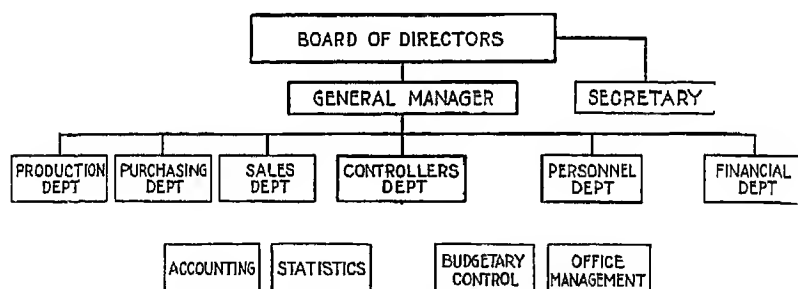 BOARD OF DIRECTORS
GENERAL MANAGER
SECRETARY
PRODUCTION
DEPT
PURCHASING
DEPT
SALES
DEPT
CONTROLLERS
DEPT
PERSONNEL
DEPT
FINANCIAL
DEPT
ACCOUNTING
STATISTICS
BUDGETARY
CONTROL
OFFICE
MANAGEMENT